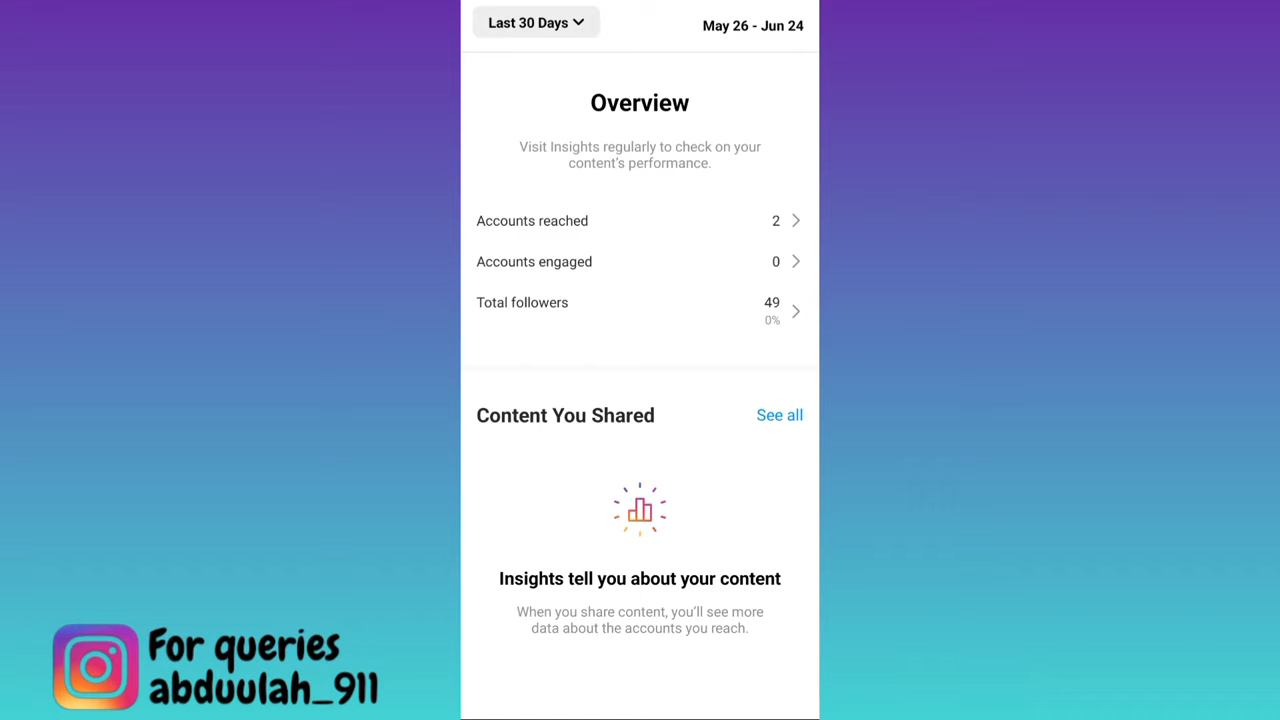 Last 30 Days
May 26 - Jun 24
Overview
Visit Insights regularly to check on your
content's performance.
Accounts reached 2
Accounts engaged 0
Total followers 49
0%
Content You Shared See all
Insights tell you about your content
When you share content, you'll see more
data about the accounts you reach.
For queries
abduulah_911